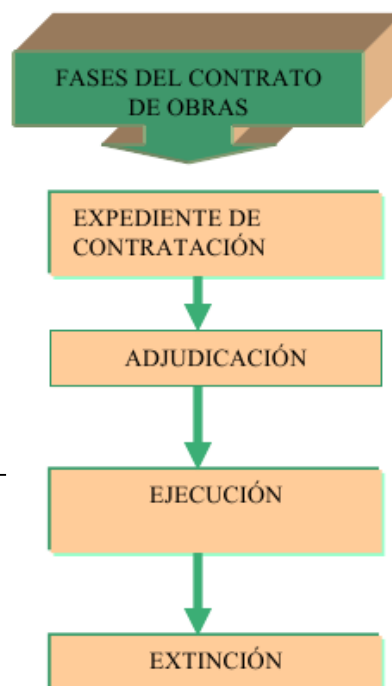 FASES DEL CONTRATO
DE OBRAS
EXPEDIENTE DE
CONTRATACIÓN
ADJUDICACIÓN
EJECUCIÓN
EXTINCIÓN